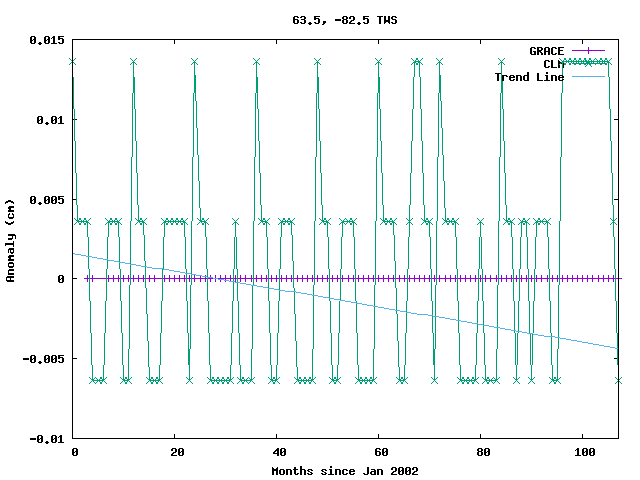 63.5, -82.5 TWS
0.015
GRACE
CLM
Trend Line
0.01
0.005
Anomaly (cm)
0
-0.005
-0.01
0 20 40 60 80 100
Months since Jan 2002